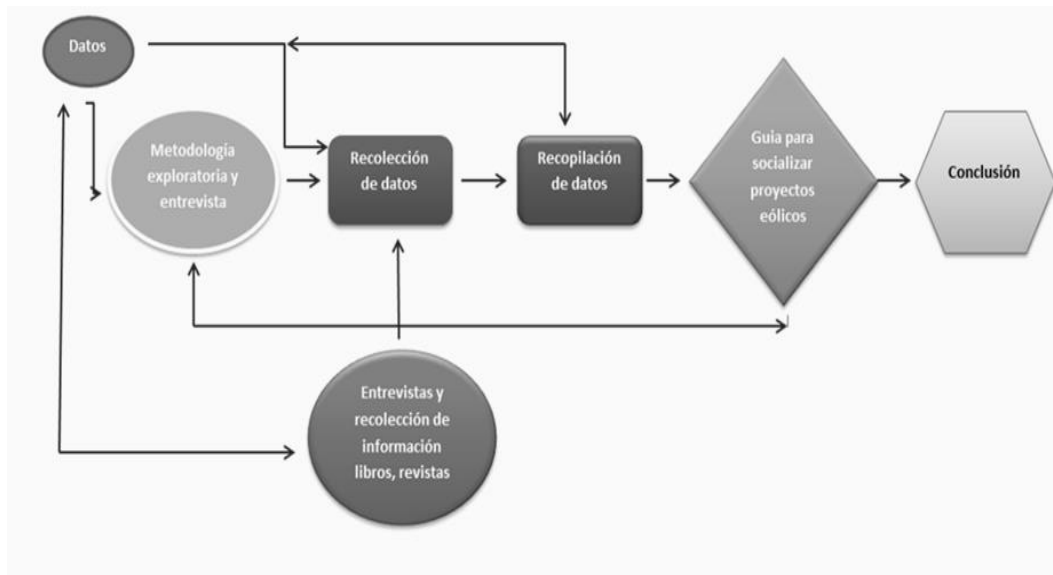 Datos
Metodología
exploratoria y
entrevista
Recolección
de datos
Recopilación
de datos
Guia para
socializar
proyectos
eólicos
Conclusión
Entrevistas y
recolección de
información
libros, revistas